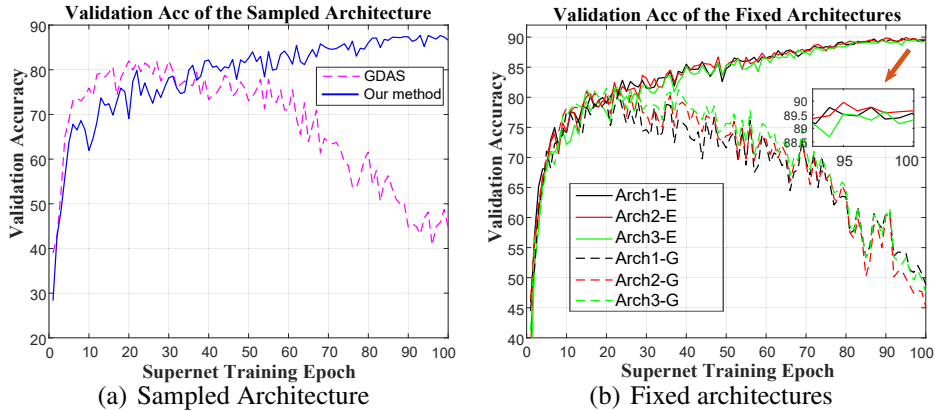 Validation Acc of the Sampled Architecture
90
80
70
60
50
40
30
20
Validation Accuracy
GDAS
Our method
0 10 20 30 40 50 60 70 80 90 100
Supernet Training Epoch
(a) Sampled Architecture
Validation Acc of the Fixed Architectures
90
85
80
75
70
65
60
55
50
45
40
Validation Accuracy
90
89.5
89
88.5
95 100
Arch1-E
Arch2-E
Arch3-E
Arch1-G
Arch2-G
Arch3-G
0 10 20 30 40 50 60 70 80 90 100
Supernet Training Epoch
(b) Fixed architectures